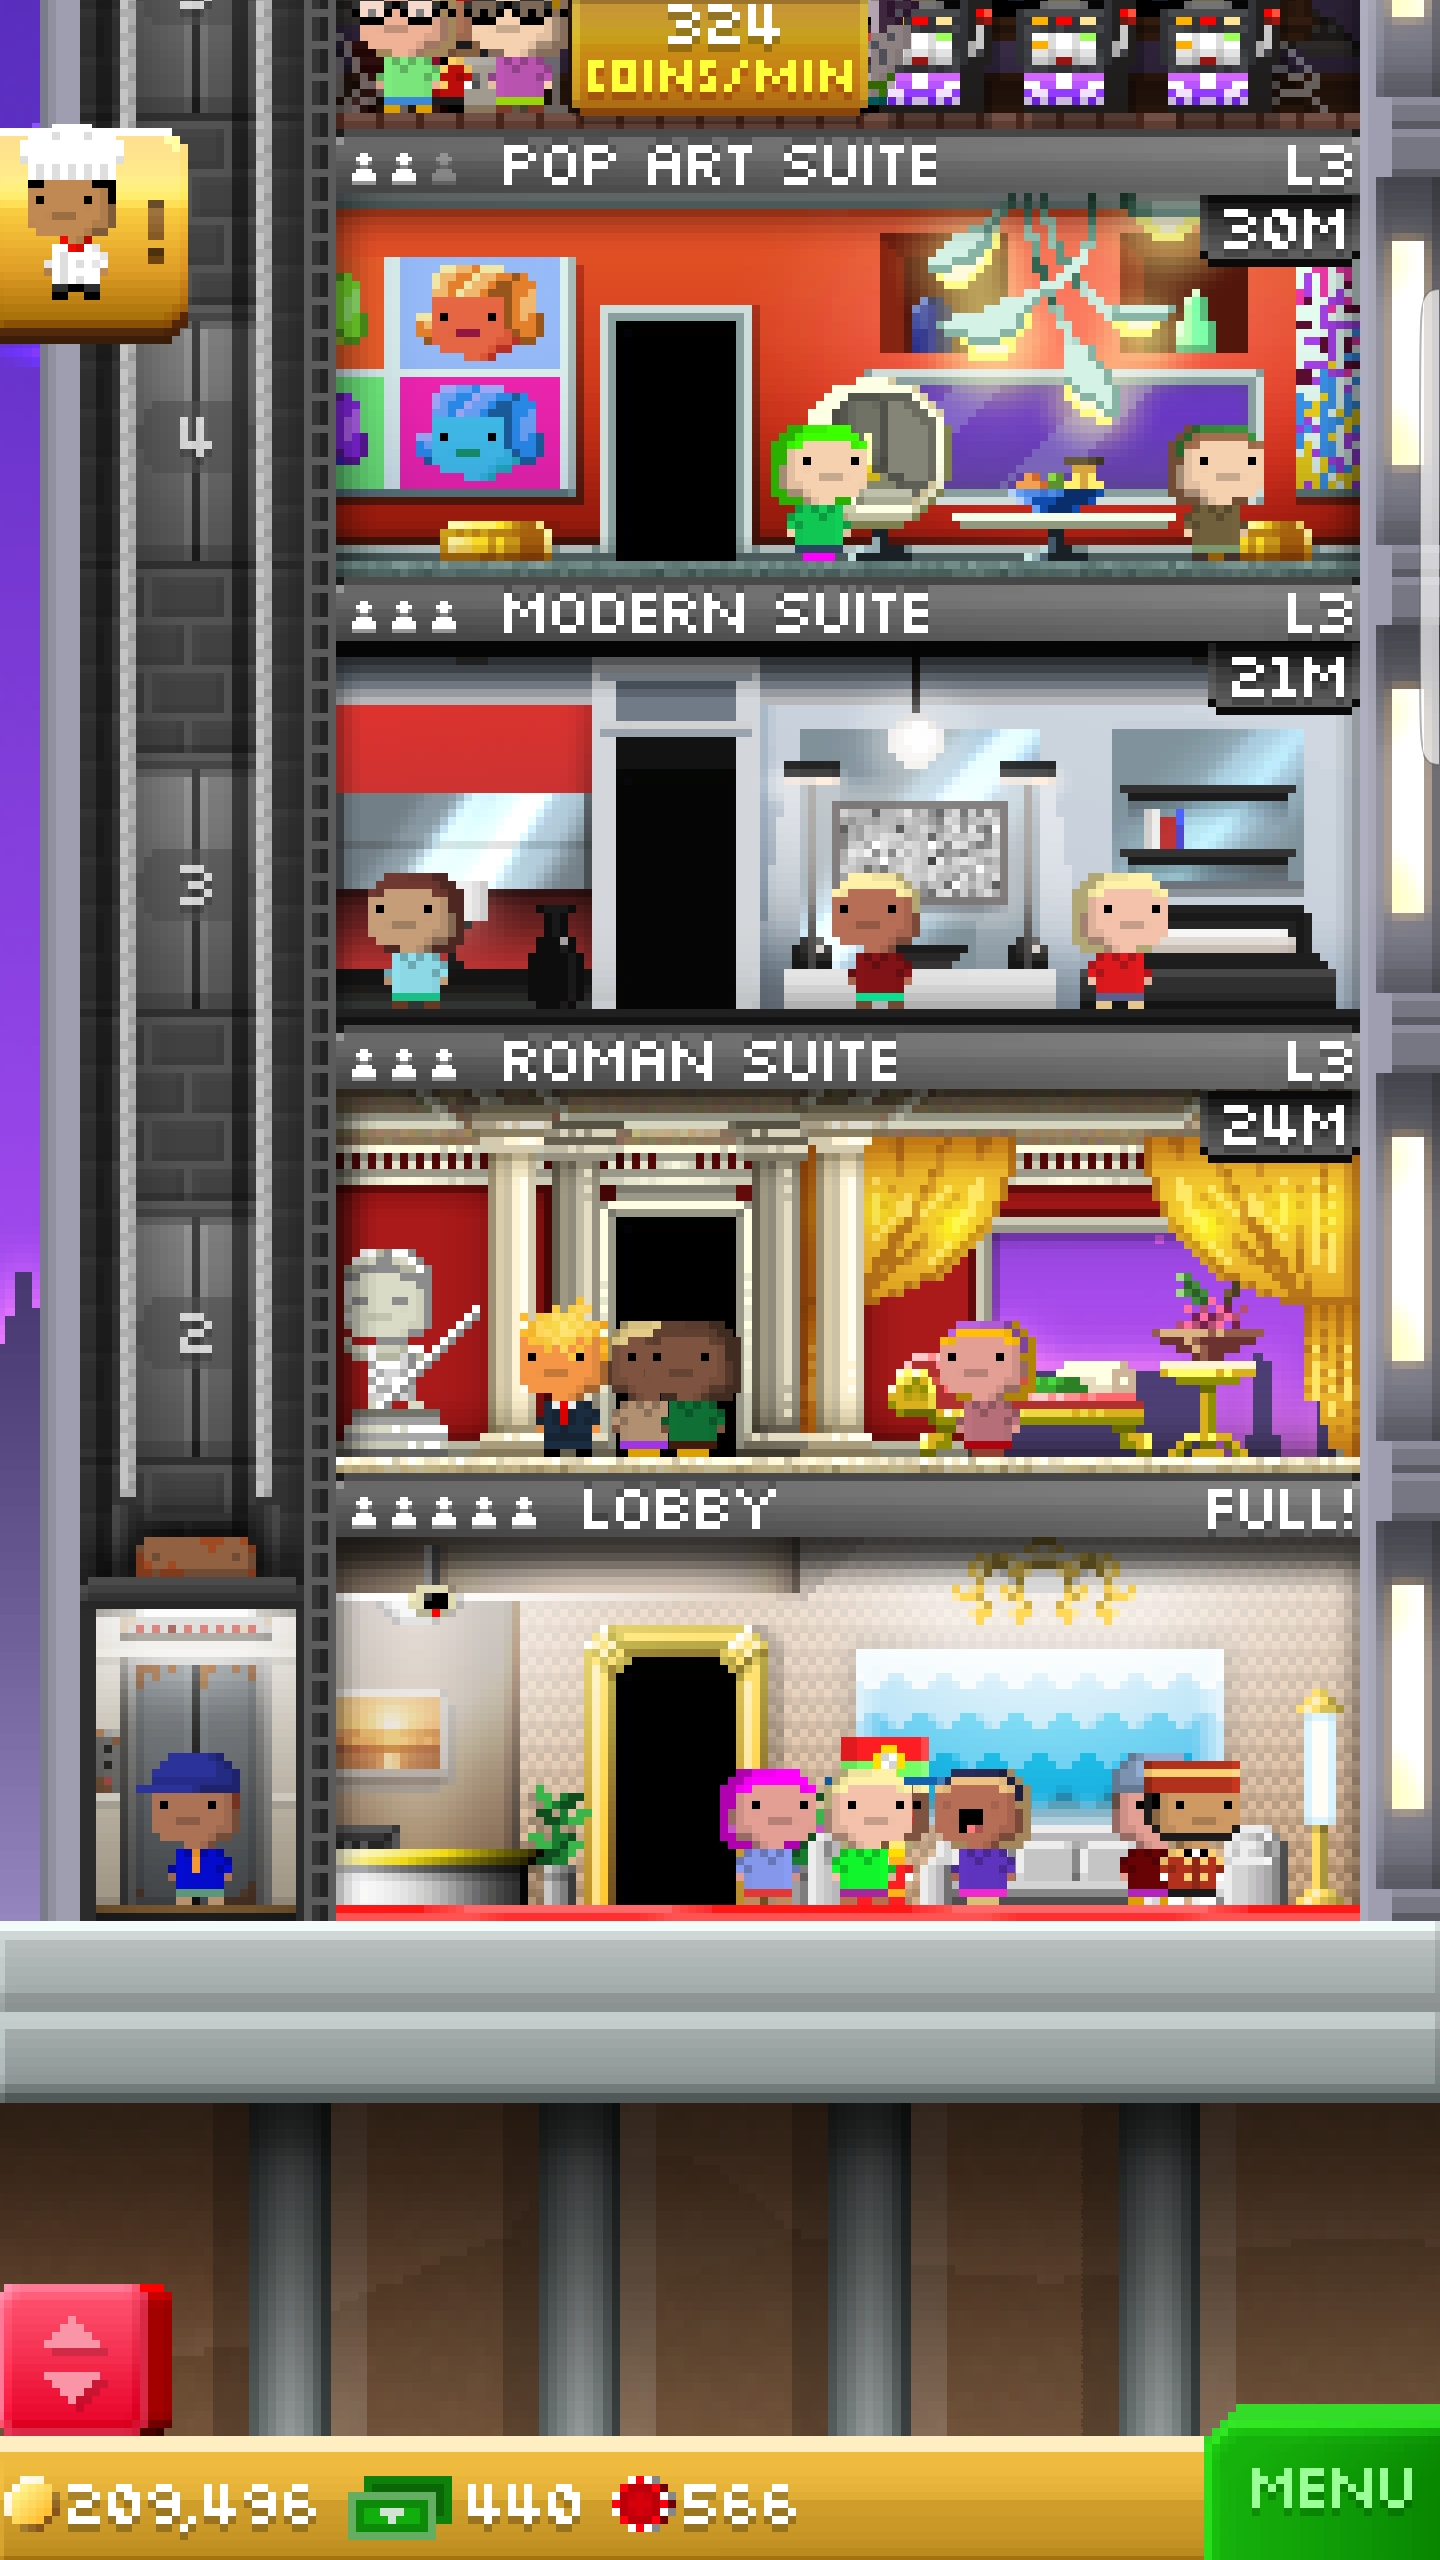 324
COINS/MIN
POP ART SUITE L3
30M
!
4
MODERN SUITE L3
21M
3
ROMAN SUITE L3
24M
2
LOBBY FULL!
209,496 440 566
MENU